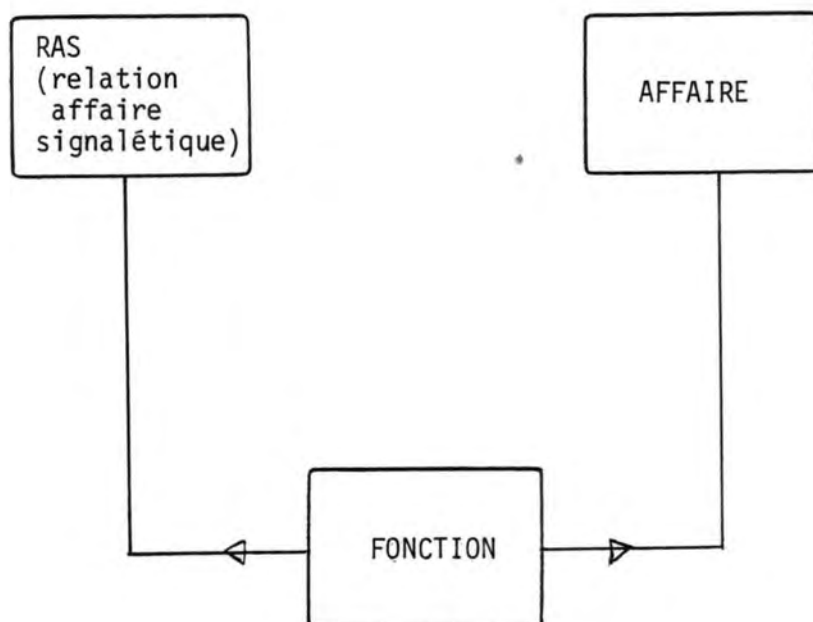 RAS
(relation
affaire
signalétique)
AFFAIRE
FONCTION